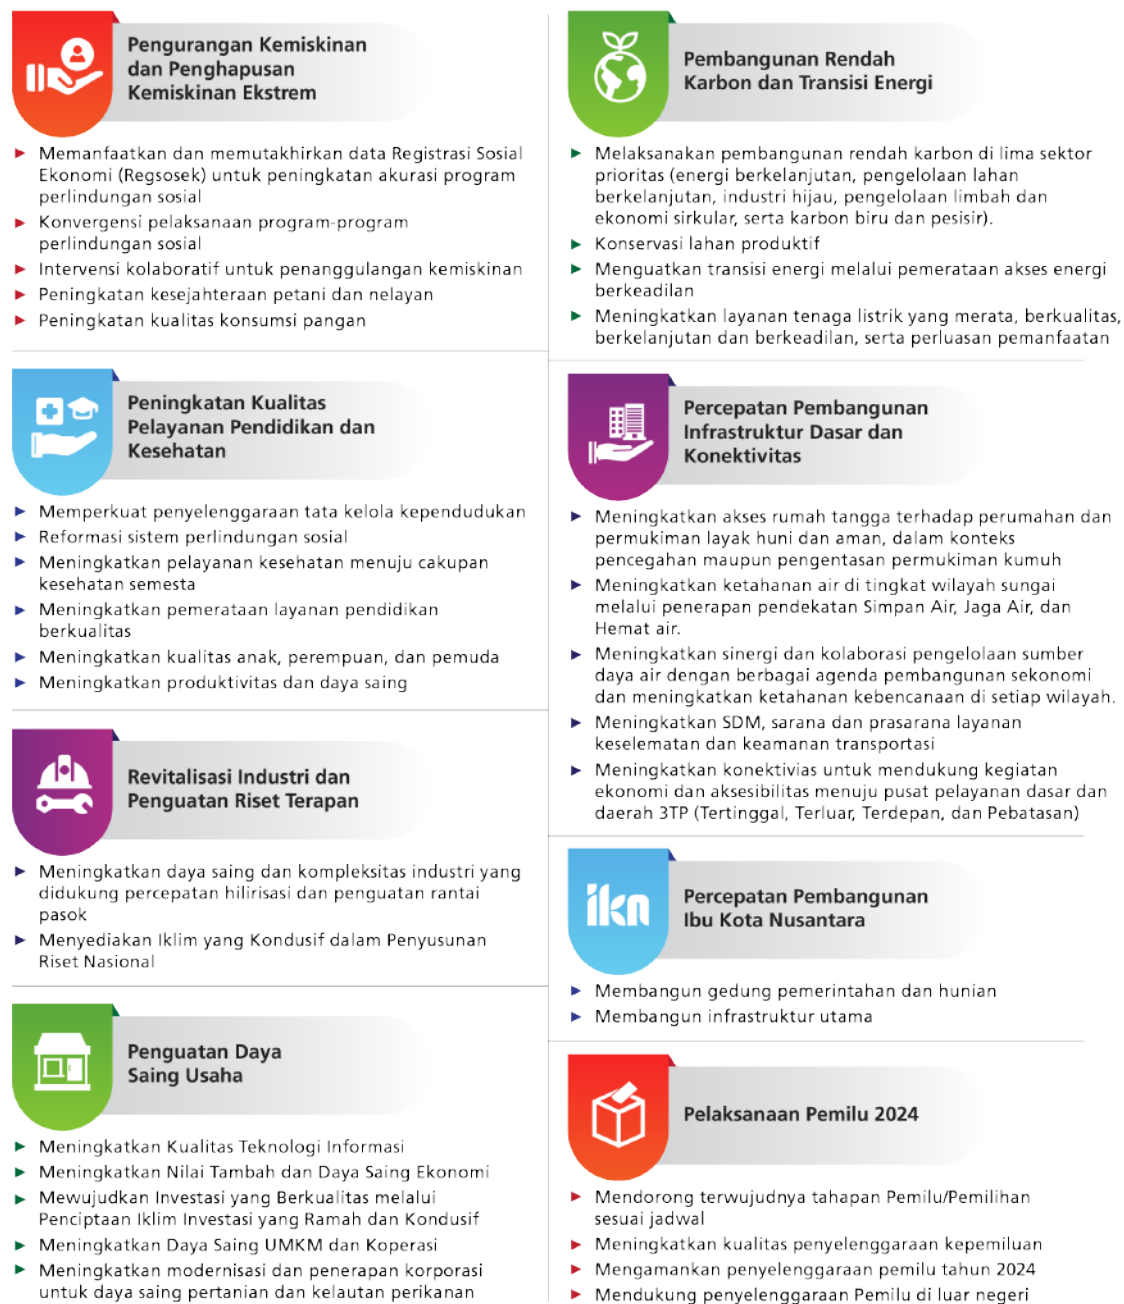 Pengurangan Kemiskinan
dan Penghapusan
Kemiskinan Ekstrem
► Memanfaatkan dan memutakhirkan data Registrasi Sosial
Ekonomi (Regsosek) untuk peningkatan akurasi program
perlindungan sosial
► Konvergensi pelaksanaan program-program
perlindungan sosial
► Intervensi kolaboratif untuk penanggulangan kemiskinan
► Peningkatan kesejahteraan petani dan nelayan
► Peningkatan kualitas konsumsi pangan
Peningkatan Kualitas
Pelayanan Pendidikan dan
Kesehatan
► Memperkuat penyelenggaraan tata kelola kependudukan
► Reformasi sistem perlindungan sosial
► Meningkatkan pelayanan kesehatan menuju cakupan
kesehatan semesta
► Meningkatkan pemerataan layanan pendidikan
berkualitas
► Meningkatkan kualitas anak, perempuan, dan pemuda
► Meningkatkan produktivitas dan daya saing
Revitalisasi Industri dan
Penguatan Riset Terapan
► Meningkatkan daya saing dan kompleksitas industri yang
didukung percepatan hilirisasi dan penguatan rantai
pasok
► Menyediakan Iklim yang Kondusif dalam Penyusunan
Riset Nasional
Penguatan Daya
Saing Usaha
► Meningkatkan Kualitas Teknologi Informasi
► Meningkatkan Nilai Tambah dan Daya Saing Ekonomi
► Mewujudkan Investasi yang Berkualitas melalui
Penciptaan Iklim Investasi yang Ramah dan Kondusif
► Meningkatkan Daya Saing UMKM dan Koperasi
► Meningkatkan modernisasi dan penerapan korporasi
untuk daya saing pertanian dan kelautan perikanan
Pembangunan Rendah
Karbon dan Transisi Energi
► Melaksanakan pembangunan rendah karbon di lima sektor
prioritas (energi berkelanjutan, pengelolaan lahan
berkelanjutan, industri hijau, pengelolaan limbah dan
ekonomi sirkular, serta karbon biru dan pesisir).
► Konservasi lahan produktif
► Menguatkan transisi energi melalui pemerataan akses energi
berkeadilan
► Meningkatkan layanan tenaga listrik yang merata, berkualitas,
berkelanjutan dan berkeadilan, serta perluasan pemanfaatan
Percepatan Pembangunan
Infrastruktur Dasar dan
Konektivitas
► Meningkatkan akses rumah tangga terhadap perumahan dan
permukiman layak huni dan aman, dalam konteks
pencegahan maupun pengentasan permukiman kumuh
► Meningkatkan ketahanan air di tingkat wilayah sungai
melalui penerapan pendekatan Simpan Air, Jaga Air, dan
Hemat air.
► Meningkatkan sinergi dan kolaborasi pengelolaan sumber
daya air dengan berbagai agenda pembangunan sekonomi
dan meningkatkan ketahanan kebencanaan di setiap wilayah.
► Meningkatkan SDM, sarana dan prasarana layanan
keselematan dan keamanan transportasi
► Meningkatkan konektivias untuk mendukung kegiatan
ekonomi dan aksesibilitas menuju pusat pelayanan dasar dan
daerah 3TP (Tertinggal, Terluar, Terdepan, dan Pebatasan)
ikn
Percepatan Pembangunan
Ibu Kota Nusantara
► Membangun gedung pemerintahan dan hunian
► Membangun infrastruktur utama
Pelaksanaan Pemilu 2024
► Mendorong terwujudnya tahapan Pemilu/Pemilihan
sesuai jadwal
► Meningkatkan kualitas penyelenggaraan kepemiluan
► Mengamankan penyelenggaraan pemilu tahun 2024
► Mendukung penyelenggaraan Pemilu di luar negeri